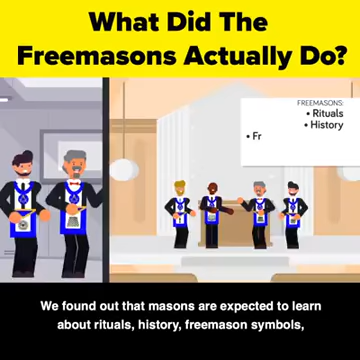 What Did The
Freemasons Actually Do?
FREEMASONS:
• Rituals
• History
• Fr
We found out that masons are expected to learn
about rituals, history, freemason symbols,